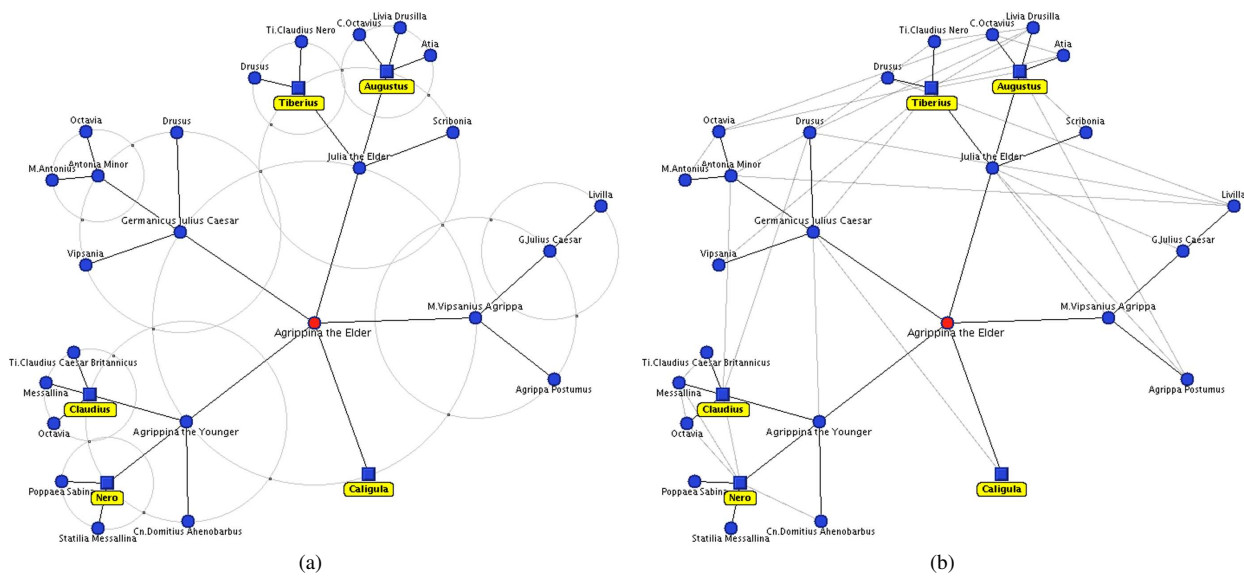 Livia Drusilla
C.Octavius
Ti.Claudius Nero
Atia
Drusus
Augustus
Tiberius
Octavia
Drusus
Scribonia
Julia the Elder
M.Antonius
Antonia Minor
Livilla
Germanicus Julius Caesar
G.Julius Caesar
Vipsania
M.Vipsanius Agrippa
Agrippina the Elder
Ti.Claudius Caesar Britannicus
Messallina
Agrippa Postumus
Claudius
Octavia
Agrippina the Younger
Poppaea Sabina
Nero
Caligula
Cn.Domitius Ahenobarbus
Statilia Messallina
(a)
Livia Drusilla
C.Octavius
Ti.Claudius Nero
Atia
Drusus
Augustus
Tiberius
Octavia
Drusus
Scribonia
Julia the Elder
M.Antonius
Antonia Minor
Livilla
Germanicus Julius Caesar
G.Julius Caesar
Vipsania
M.Vipsanius Agrippa
Agrippina the Elder
Ti.Claudius Caesar Britannicus
Messallina
Agrippa Postumus
Claudius
Octavia
Agrippina the Younger
Poppaea Sabina
Nero
Caligula
Cn.Domitius Ahenobarbus
Statilia Messallina
(b)